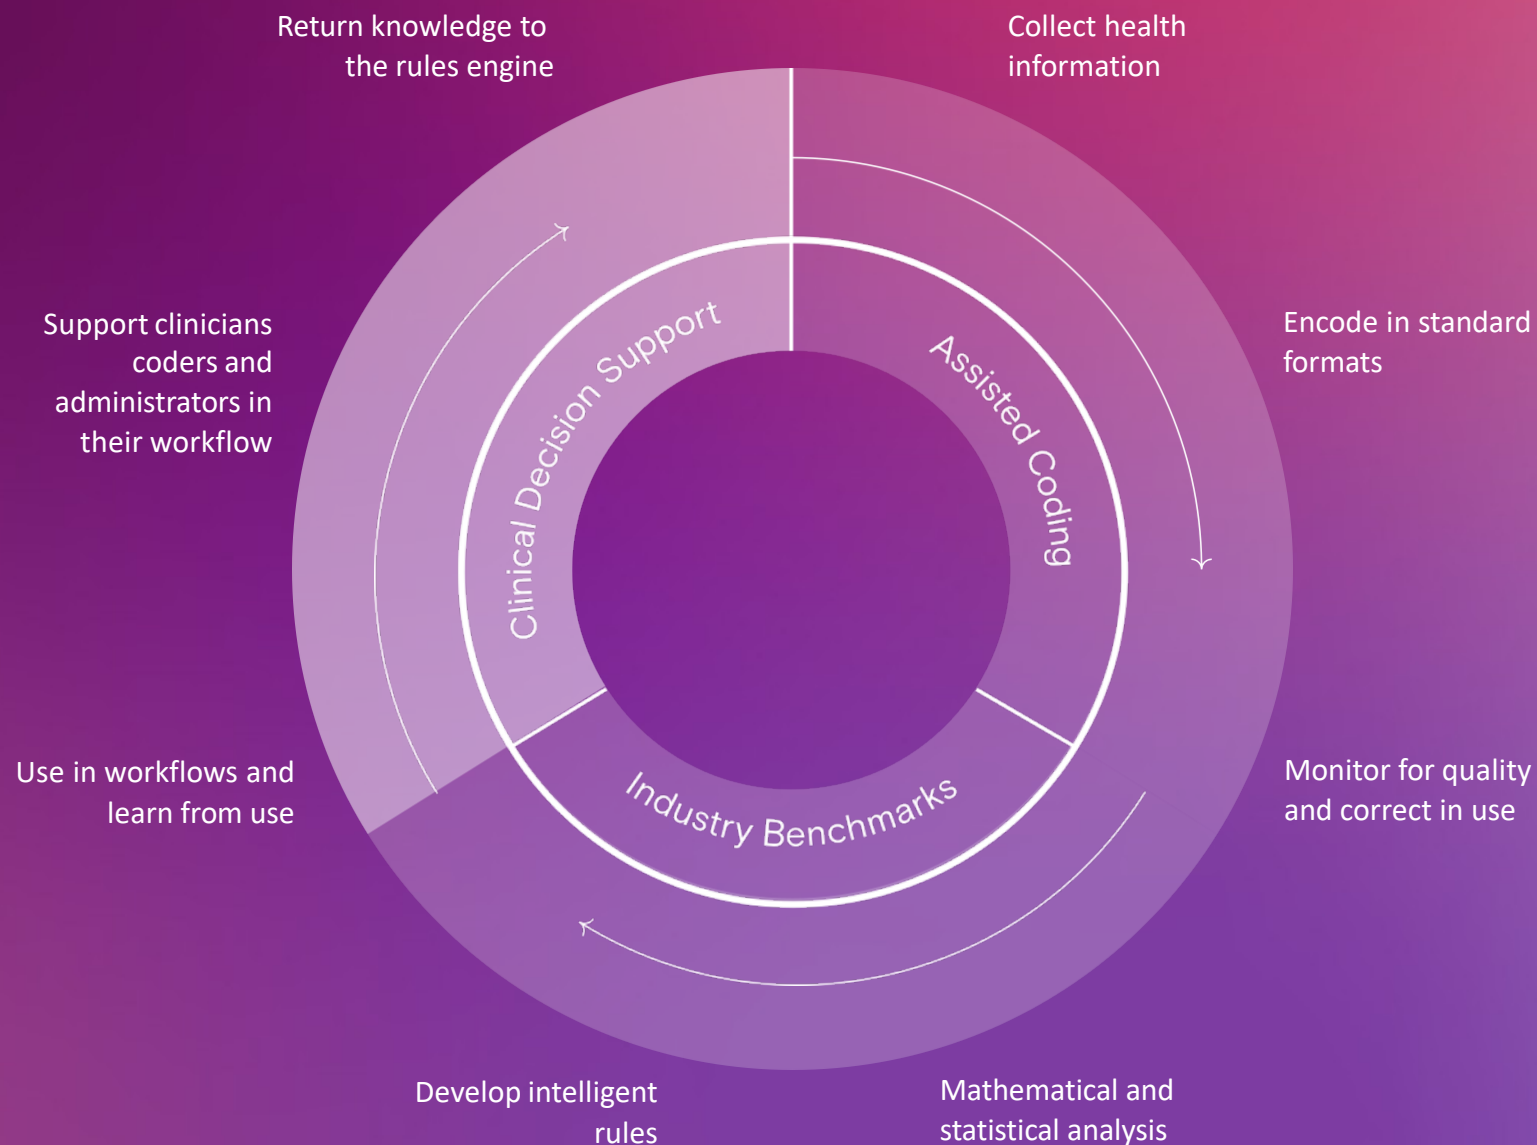 Return knowledge to
the rules engine
Collect health
information
Support clinicians
coders and
administrators in
their workflow
Encode in standard
formats
Clinical Decision Support
Assisted Coding
Industry Benchmarks
Use in workflows and
learn from use
Monitor for quality
and correct in use
Develop intelligent
rules
Mathematical and
statistical analysis